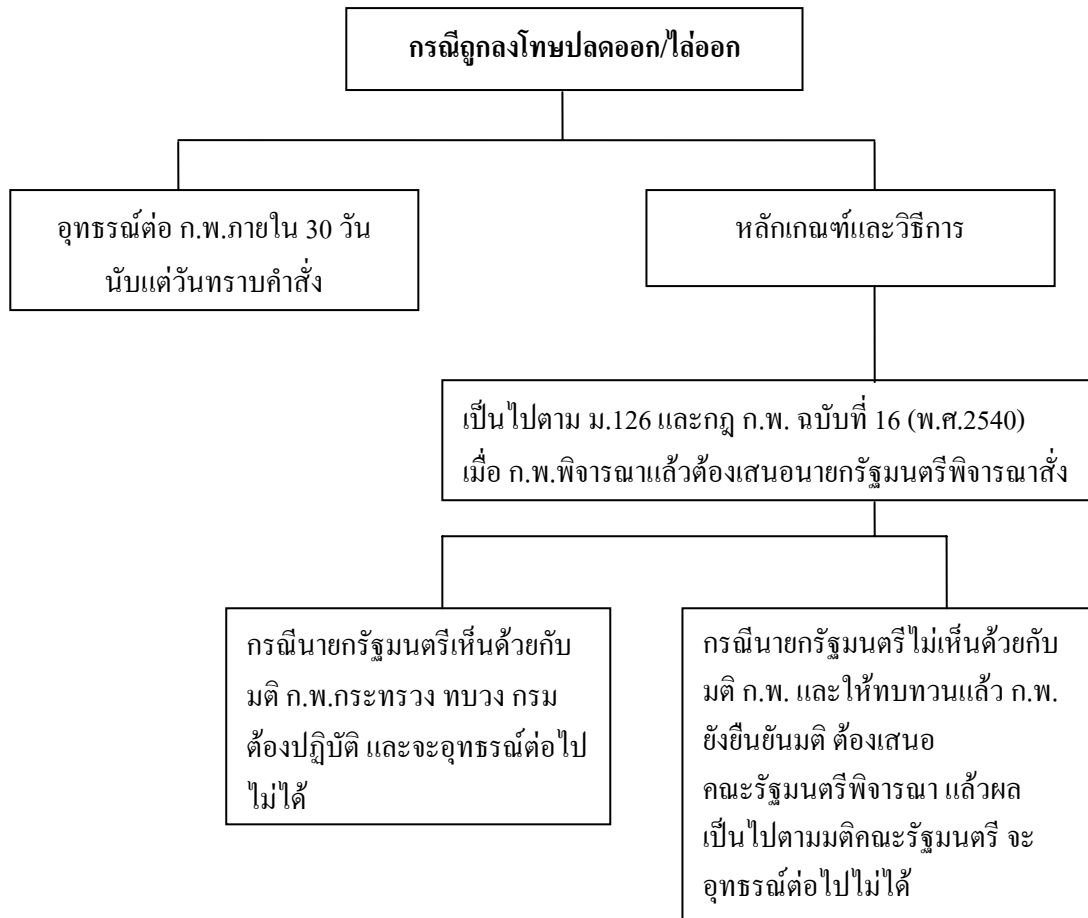 กรณีถูกลงโทษปลดออก/ไล่ออก
อุทธรณ์ต่อ ก.พ.ภายใน 30 วัน
นับแต่วันทราบคำสั่ง
หลักเกณฑ์และวิธีการ
เป็นไปตาม ม.126 และกฎ ก.พ. ฉบับที่ 16 (พ.ศ.2540)
เมื่อ ก.พ.พิจารณาแล้วต้องเสนอนายกรัฐมนตรีพิจารณาสั่ง
กรณีนายกรัฐมนตรีเห็นด้วยกับ
มติ ก.พ.กระทรวง ทบวง กรม
ต้องปฏิบัติ และจะอุทธรณ์ต่อไป
ไม่ได้
กรณีนายกรัฐมนตรีไม่เห็นด้วยกับ
มติ ก.พ. และให้ทบทวนแล้ว ก.พ.
ยังยืนยันมติ ต้องเสนอ
คณะรัฐมนตรีพิจารณา แล้วผล
เป็นไปตามมติคณะรัฐมนตรี จะ
อุทธรณ์ต่อไปไม่ได้